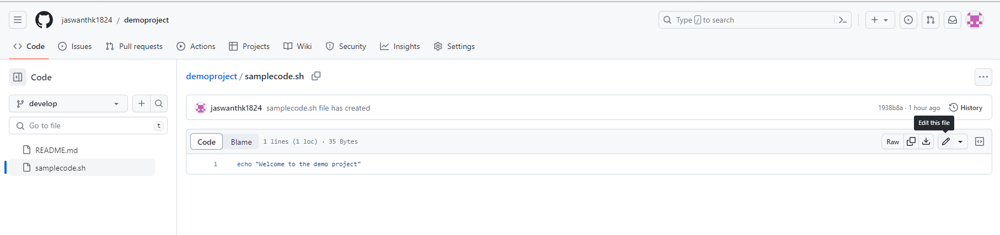 jaswanthk1824 / demoproject
Type / to search
Code Issues Pull requests Actions Projects Wiki Security Insights Settings
Code
demoproject / samplecode.sh
develop
jaswanthk1824 samplecode.sh file has created 1938b8a · 1 hour ago History
Go to file t
Edit this file
Code Blame 1 lines (1 loc) · 35 Bytes Raw
README.md
samplecode.sh
1 echo "Welcome to the demo project"